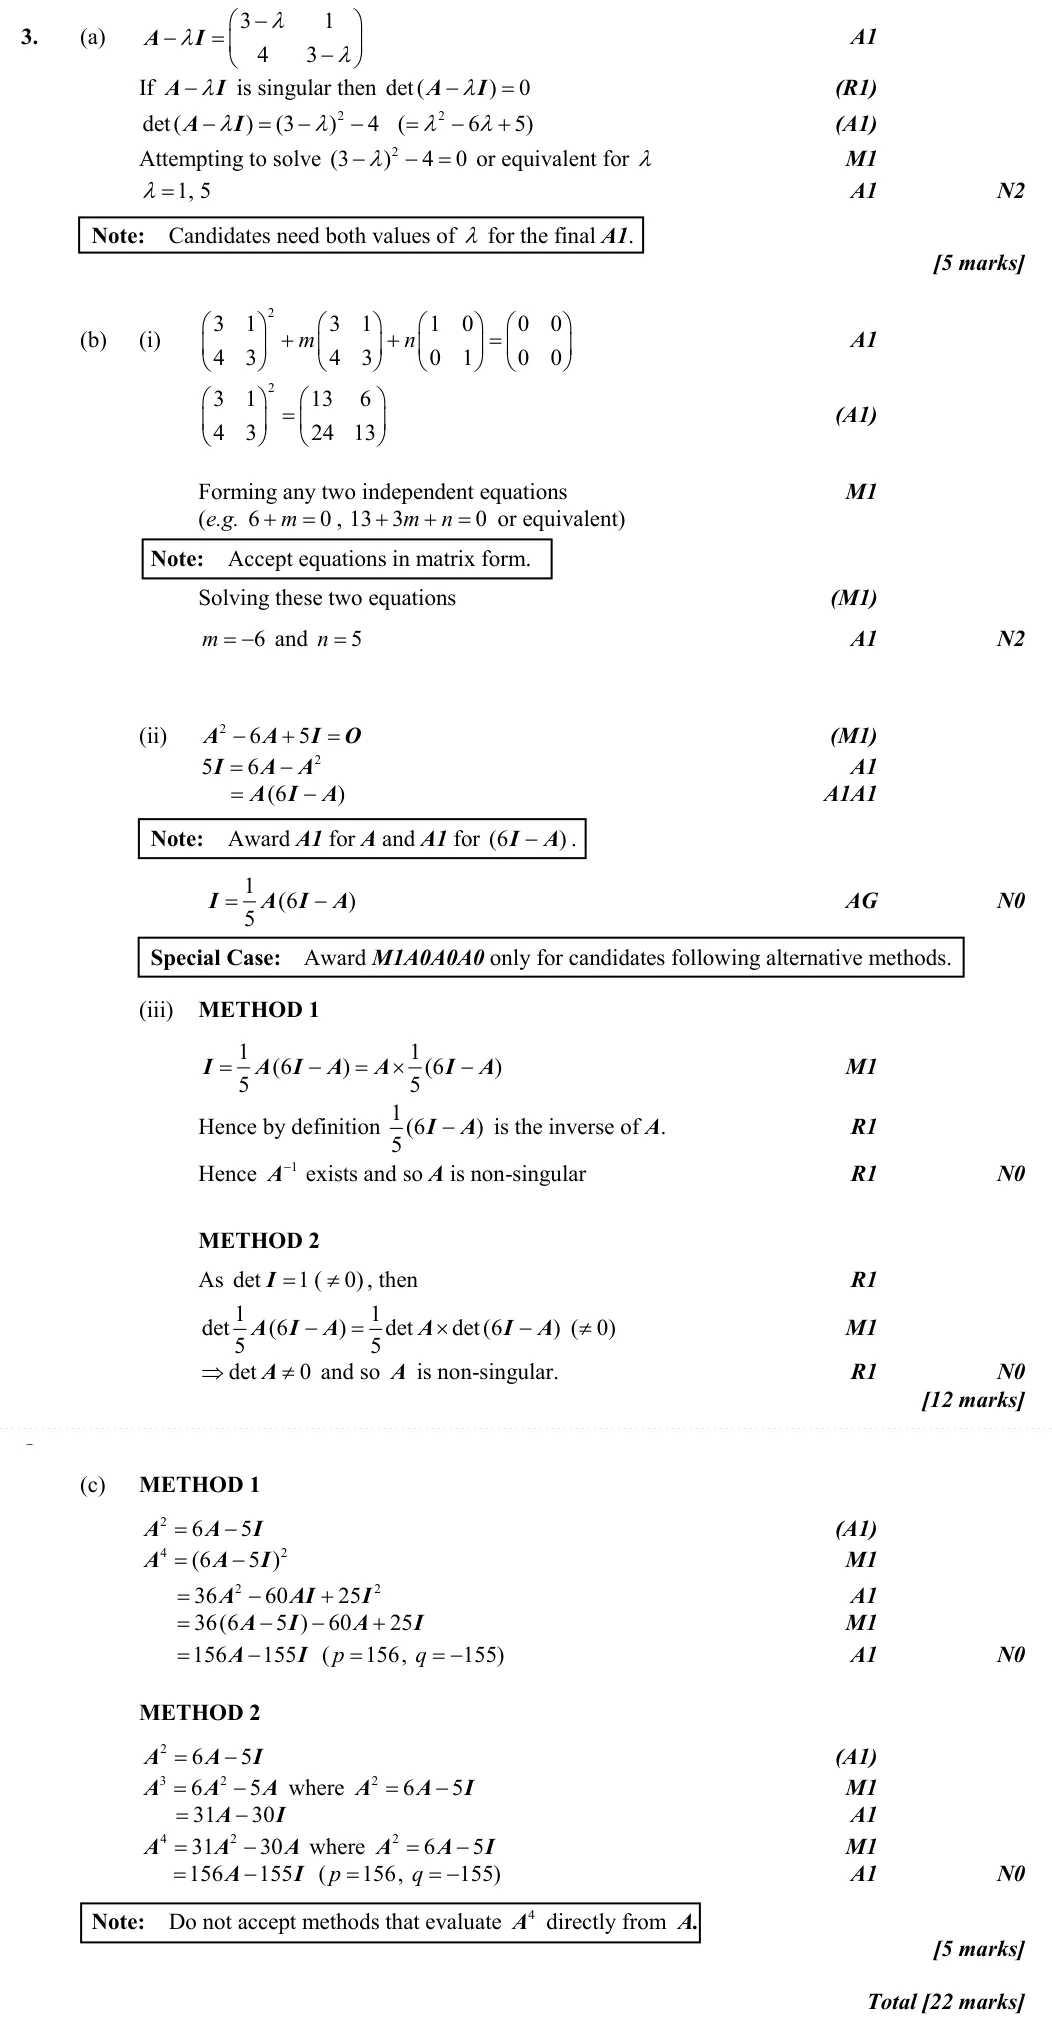 3. (a) A − λI = (3−λ 1; 4 3−λ) A1
If A − λI is singular then det(A − λI) = 0 (R1)
det(A − λI) = (3 − λ)² − 4 (= λ² − 6λ + 5) (A1)
Attempting to solve (3 − λ)² − 4 = 0 or equivalent for λ M1
λ = 1, 5 A1 N2
Note: Candidates need both values of λ for the final A1.
[5 marks]
(b) (i) (3 1; 4 3)² + m(3 1; 4 3) + n(1 0; 0 1) = (0 0; 0 0) A1
(3 1; 4 3)² = (13 6; 24 13) (A1)
Forming any two independent equations M1
(e.g. 6 + m = 0 , 13 + 3m + n = 0 or equivalent)
Note: Accept equations in matrix form.
Solving these two equations (M1)
m = −6 and n = 5 A1 N2
(ii) A² − 6A + 5I = O (M1)
5I = 6A − A² A1
= A(6I − A) A1A1
Note: Award A1 for A and A1 for (6I − A) .
I = 1/5 A(6I − A) AG N0
Special Case: Award M1A0A0A0 only for candidates following alternative methods.
(iii) METHOD 1
I = 1/5 A(6I − A) = A × 1/5 (6I − A) M1
Hence by definition 1/5 (6I − A) is the inverse of A. R1
Hence A⁻¹ exists and so A is non-singular R1 N0
METHOD 2
As det I = 1 ( ≠ 0) , then R1
det 1/5 A(6I − A) = 1/5 det A × det(6I − A) (≠ 0) M1
⇒ det A ≠ 0 and so A is non-singular. R1 N0
[12 marks]
(c) METHOD 1
A² = 6A − 5I (A1)
A⁴ = (6A − 5I)² M1
= 36A² − 60AI + 25I² A1
= 36(6A − 5I) − 60A + 25I M1
= 156A − 155I (p = 156, q = −155) A1 N0
METHOD 2
A² = 6A − 5I (A1)
A³ = 6A² − 5A where A² = 6A − 5I M1
= 31A − 30I A1
A⁴ = 31A² − 30A where A² = 6A − 5I M1
= 156A − 155I (p = 156, q = −155) A1 N0
Note: Do not accept methods that evaluate A⁴ directly from A.
[5 marks]
Total [22 marks]